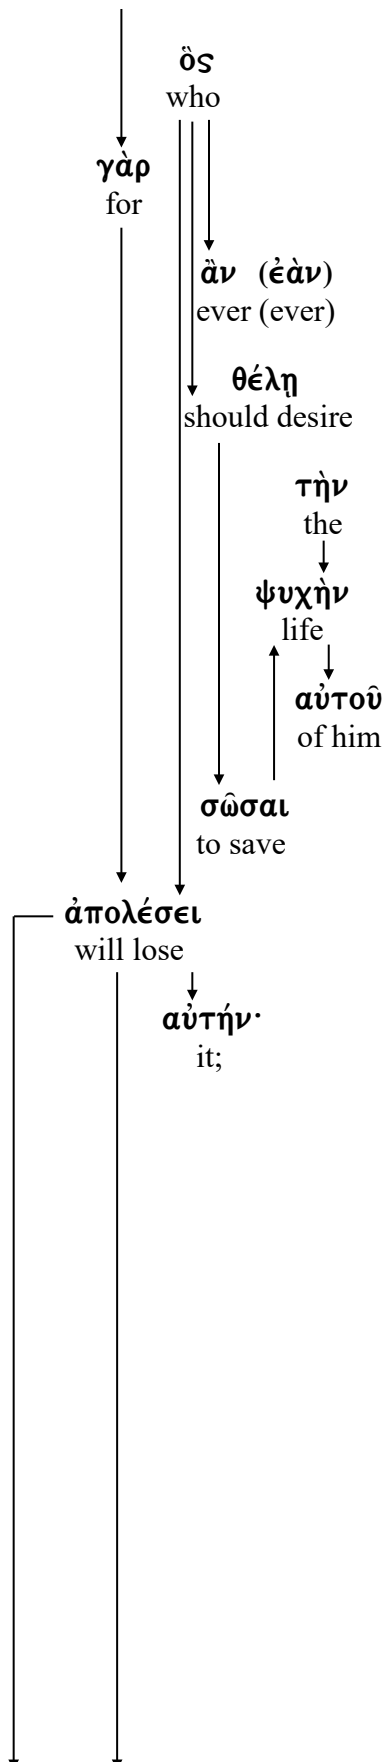 ὃς
who
γὰρ
for
ἂν (ἐὰν)
ever (ever)
θέλῃ
should desire
τὴν
the
ψυχὴν
life
αὐτοῦ
of him
σῶσαι
to save
ἀπολέσει
will lose
αὐτήν·
it;